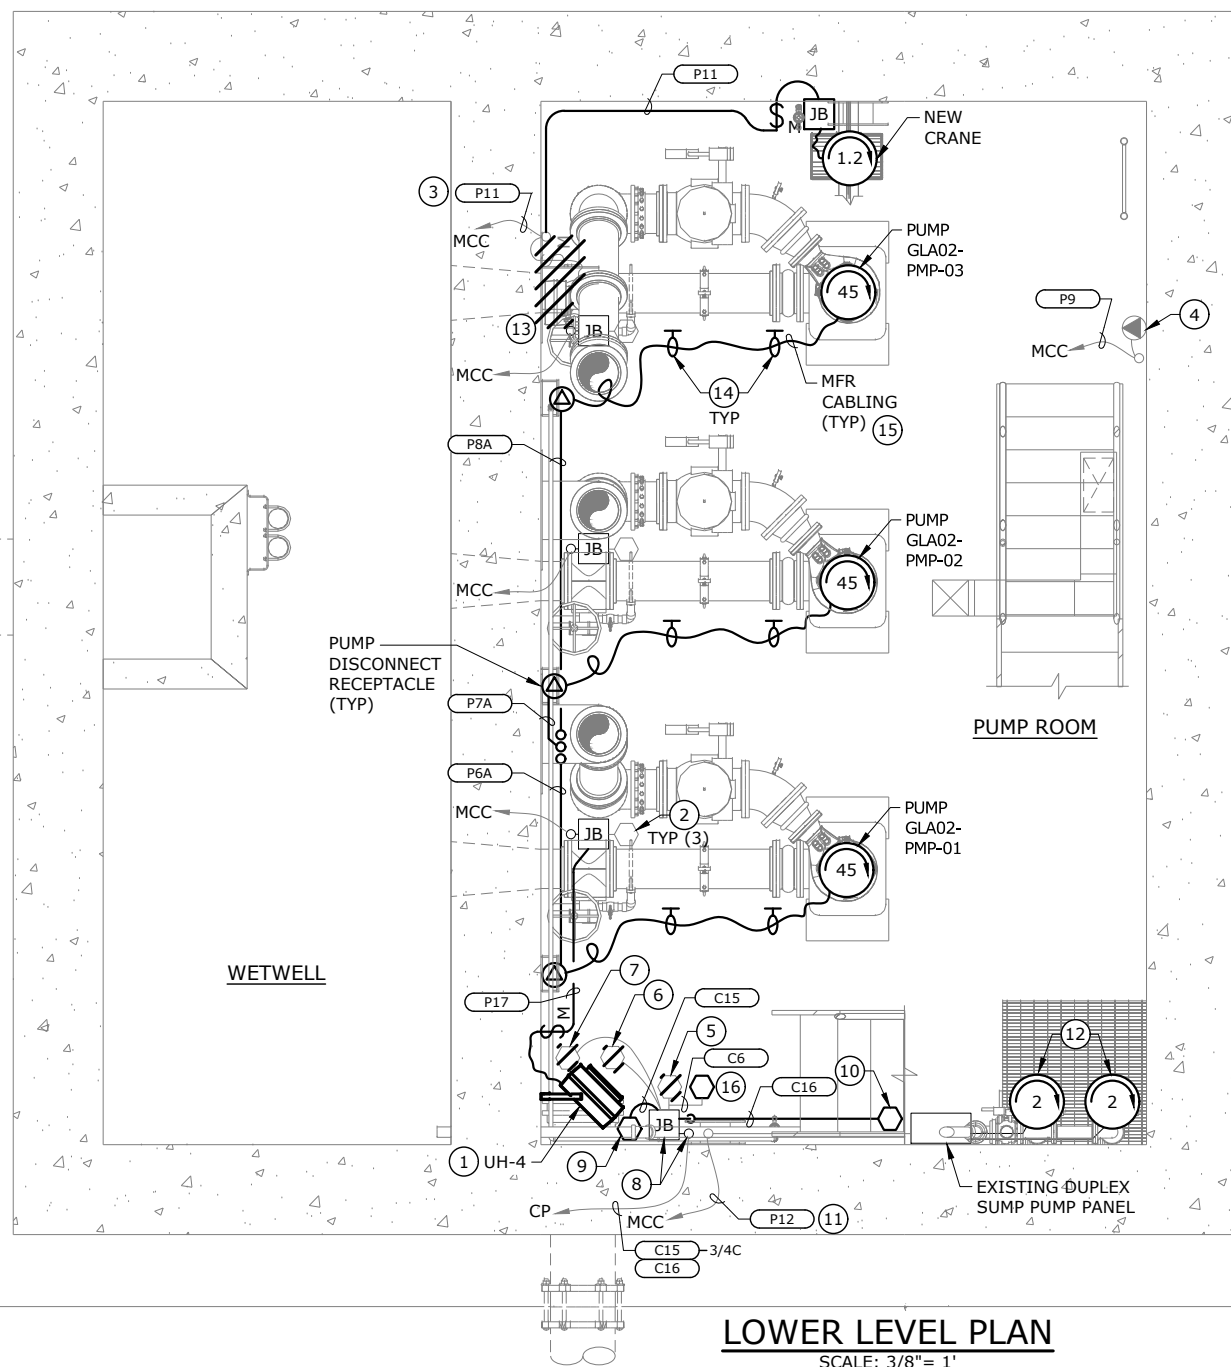 P11
JB
M
NEW
CRANE
1.2
3
P11
MCC
PUMP
GLA02-
PMP-03
45
P9
4
MCC
13
JB
MCC
14
TYP
MFR
CABLING
(TYP)
15
P8A
PUMP
GLA02-
PMP-02
JB
MCC
45
PUMP
DISCONNECT
RECEPTACLE
(TYP)
P7A
PUMP ROOM
P6A
MCC
JB
2
TYP (3)
PUMP
GLA02-
PMP-01
45
WETWELL
7
6
P17
C15
5
M
C6
12
16
C16
10
2
2
JB
1
UH-4
9
8
EXISTING DUPLEX
SUMP PUMP PANEL
CP
MCC
P12
11
C15
3/4C
C16
LOWER LEVEL PLAN
SCALE: 3/8"= 1'